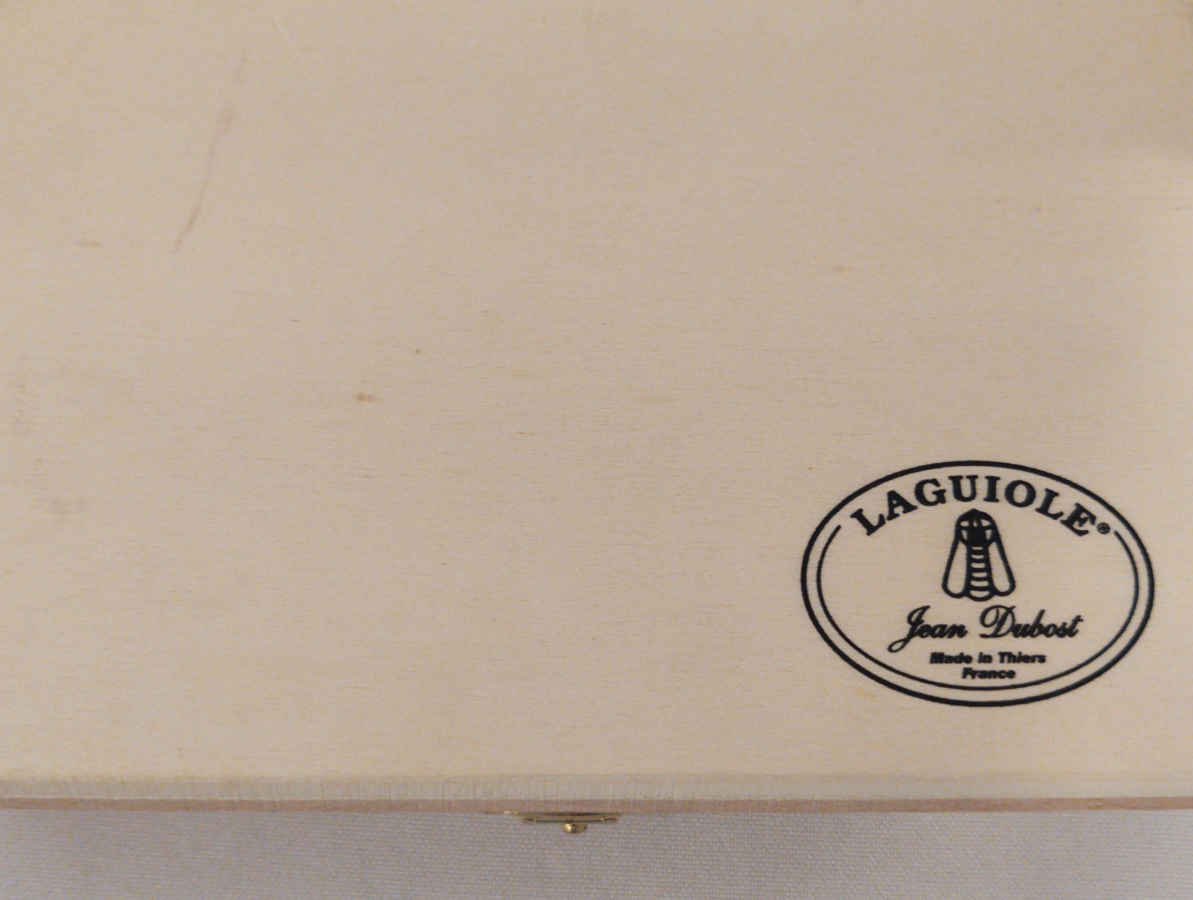 LAGUIOLE®
Jean Dubost
Made in Thiers
France